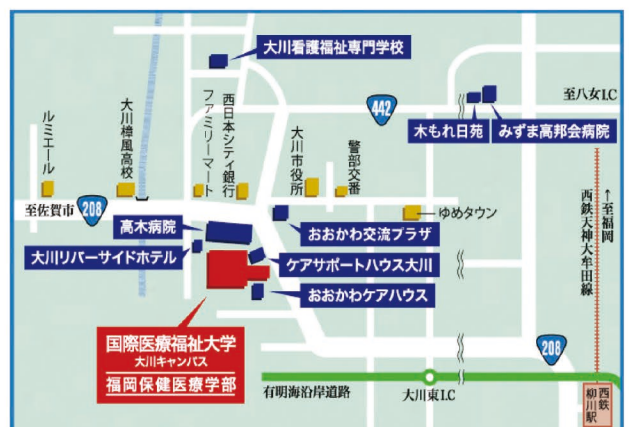 大川看護福祉専門学校
至八女I.C
442
木もれ日苑
みずま高邦会病院
ルミエール
大川樟風高校
ファミリーマート
西日本シティ銀行
大川市役所
警部交番
ゆめタウン
至佐賀市
208
高木病院
おおかわ交流プラザ
大川リバーサイドホテル
ケアサポートハウス大川
おおかわケアハウス
←至福岡
西鉄天神大牟田線
国際医療福祉大学
大川キャンパス
福岡保健医療学部
208
有明海沿岸道路
大川東I.C
西鉄
柳川駅